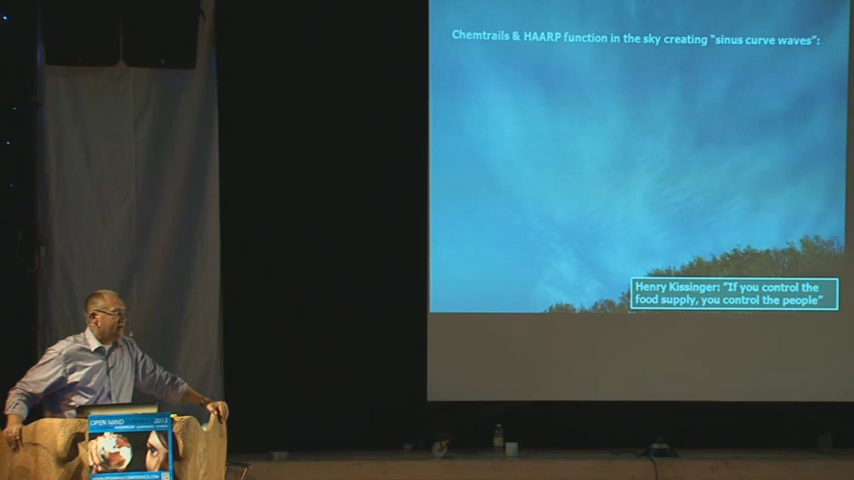 Chemtrails & HAARP function in the sky creating "sinus curve waves":
Henry Kissinger: "If you control the
food supply, you control the people"
OPEN MIND
2012